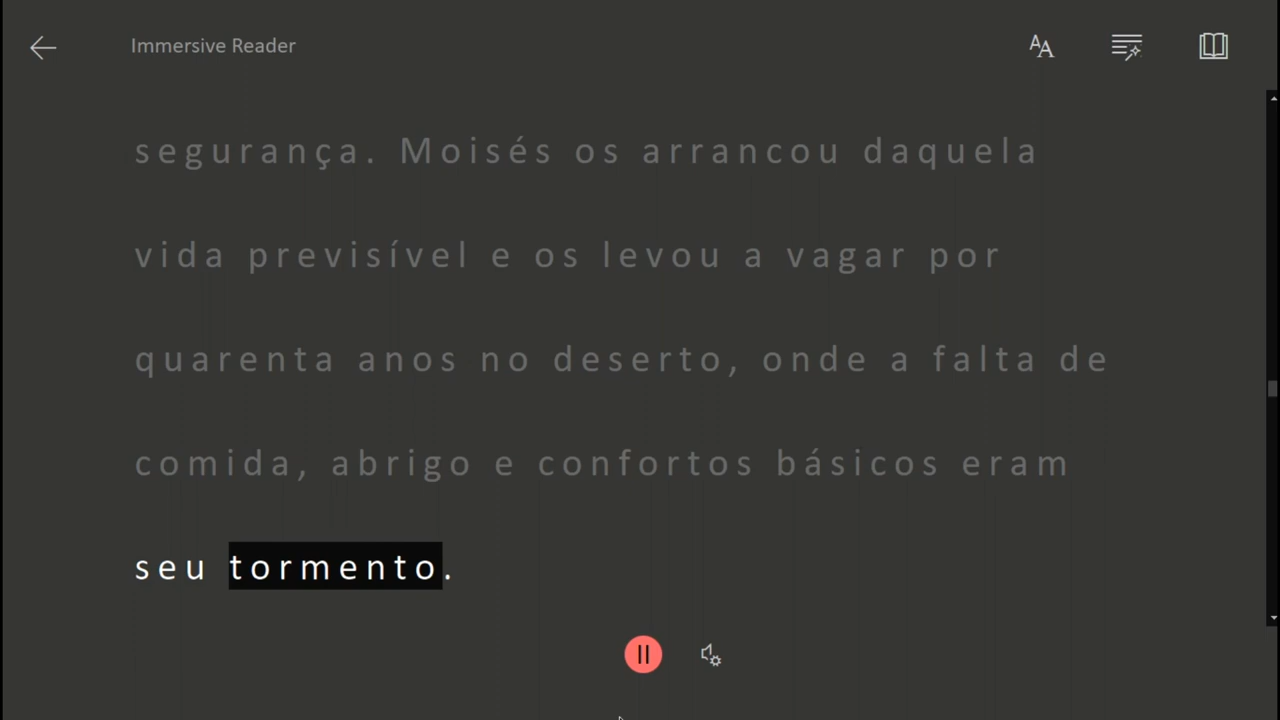 Immersive Reader
segurança. Moisés os arrancou daquela
vida previsível e os levou a vagar por
quarenta anos no deserto, onde a falta de
comida, abrigo e confortos básicos eram
seu tormento.